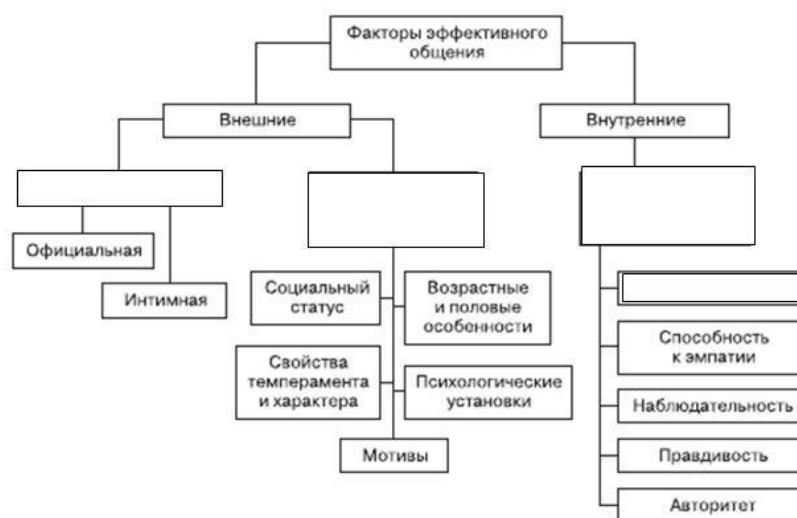 Факторы эффективного
общения
Внешние
Внутренние
Официальная
Интимная
Социальный
статус
Возрастные
и половые
особенности
Свойства
темперамента
и характера
Психологические
установки
Мотивы
Способность
к эмпатии
Наблюдательность
Правдивость
Авторитет